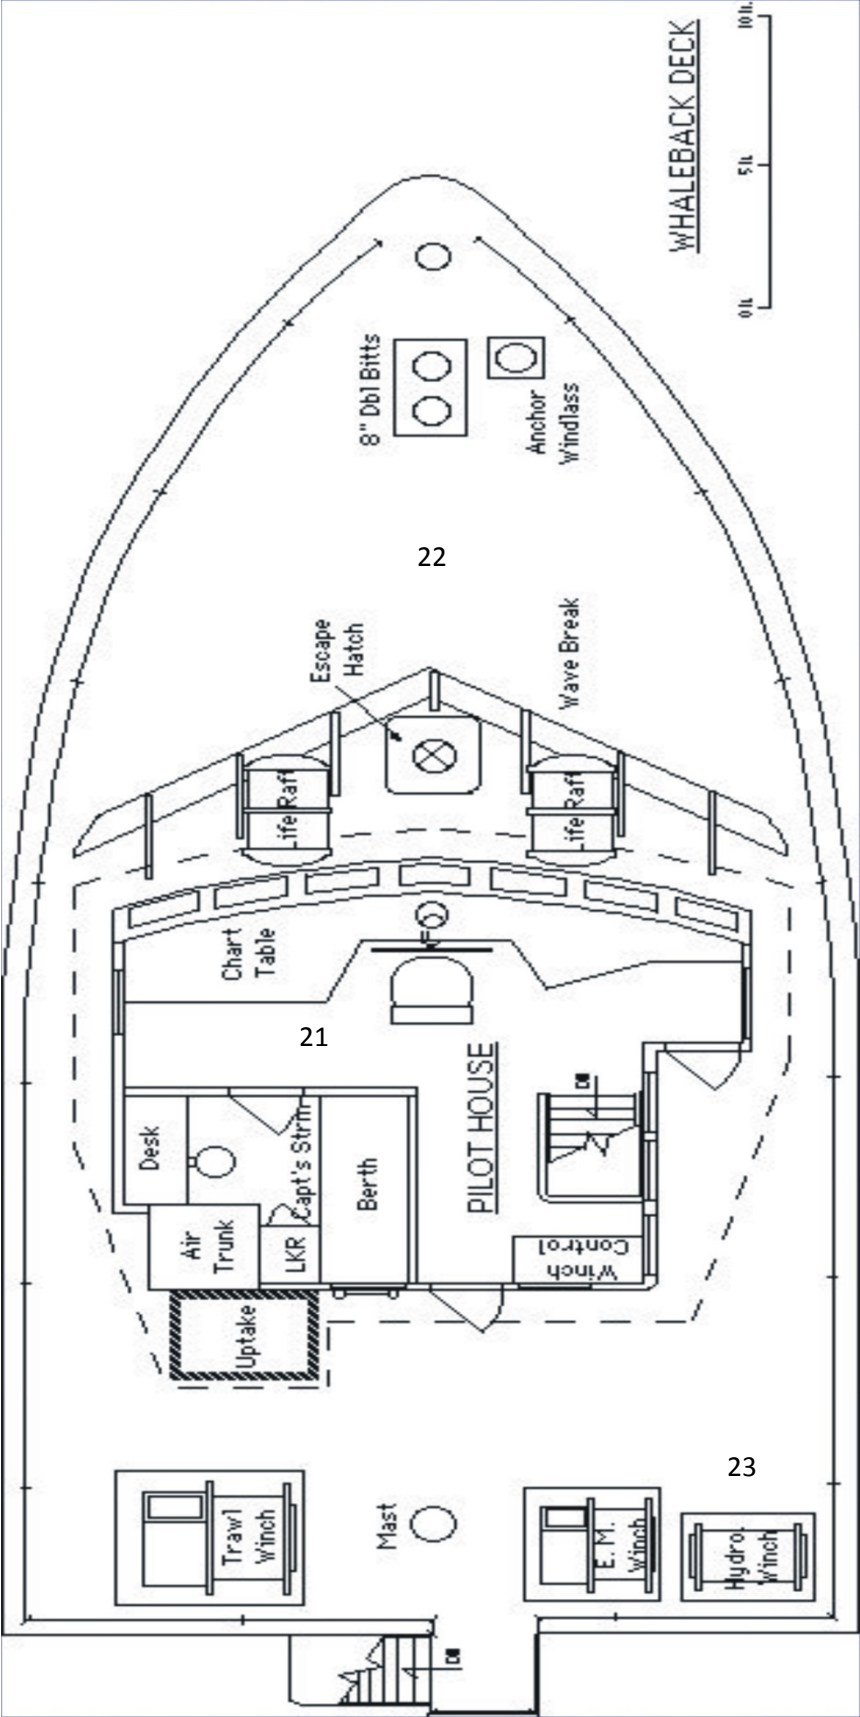 WHALEBACK DECK
0 ft.
5 ft.
10 ft.
8" Dbl Bitts
Anchor
Windlass
22
Escape
Hatch
Wave Break
Life Raft
Life Raft
Chart
Table
21
PILOT HOUSE
DN
Desk
Capt's Strm
Berth
Air
Trunk
LKR
Winch
Control
Uptake
23
Trawl
Winch
Mast
E. M.
Winch
Hydro.
Winch
DN